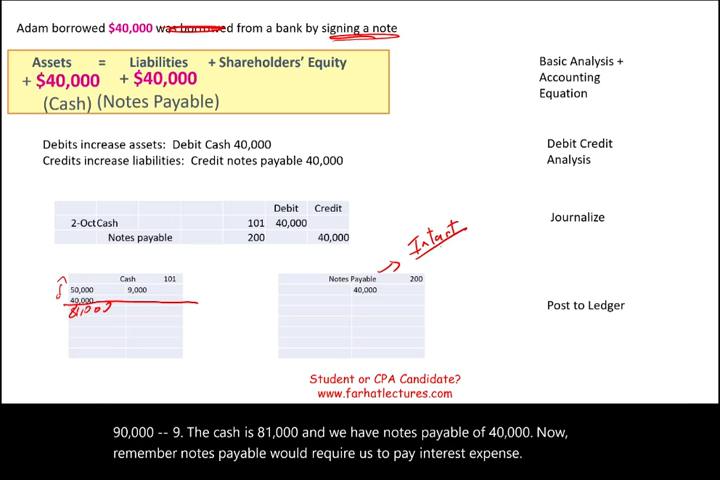 Adam borrowed $40,000 was borrowed from a bank by signing a note
Assets = Liabilities + Shareholders' Equity
+ $40,000 + $40,000
(Cash) (Notes Payable)
Basic Analysis +
Accounting
Equation
Debits increase assets: Debit Cash 40,000
Credits increase liabilities: Credit notes payable 40,000
Debit Credit
Analysis
Debit Credit
2-Oct Cash 101 40,000
Notes payable 200 40,000
Journalize
Cash 101
50,000 9,000
40,000
81,000
Notes Payable 200
40,000
Post to Ledger
Student or CPA Candidate?
www.farhatlectures.com
90,000 -- 9. The cash is 81,000 and we have notes payable of 40,000. Now,
remember notes payable would require us to pay interest expense.